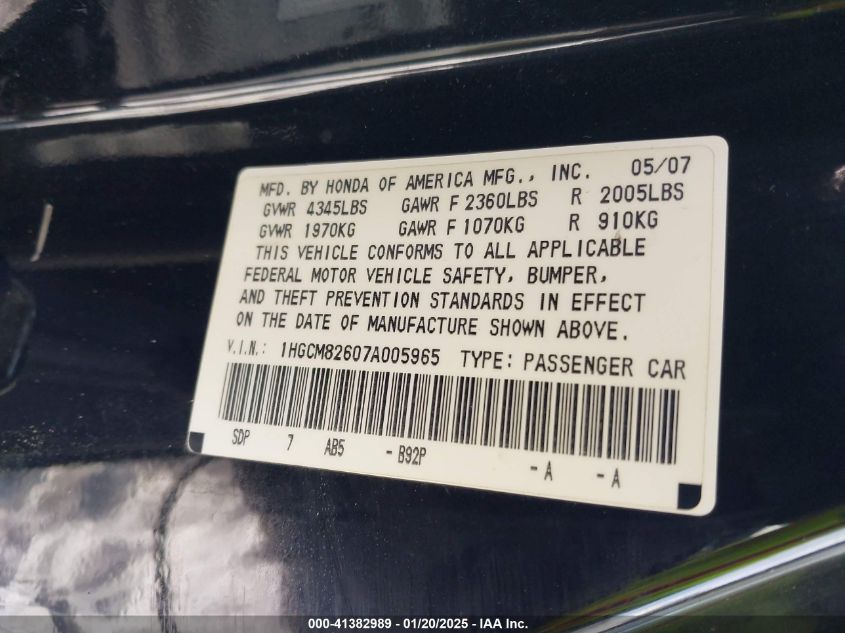 MFD. BY HONDA OF AMERICA MFG., INC. 05/07
GVWR 4345LBS GAWR F 2360LBS R 2005LBS
GVWR 1970KG GAWR F 1070KG R 910KG
THIS VEHICLE CONFORMS TO ALL APPLICABLE
FEDERAL MOTOR VEHICLE SAFETY, BUMPER,
AND THEFT PREVENTION STANDARDS IN EFFECT
ON THE DATE OF MANUFACTURE SHOWN ABOVE.
V.I.N.: 1HGCM82607A005965 TYPE: PASSENGER CAR
SDP 7 AB5 -B92P -A -A
000-41382989 - 01/20/2025 - IAA Inc.